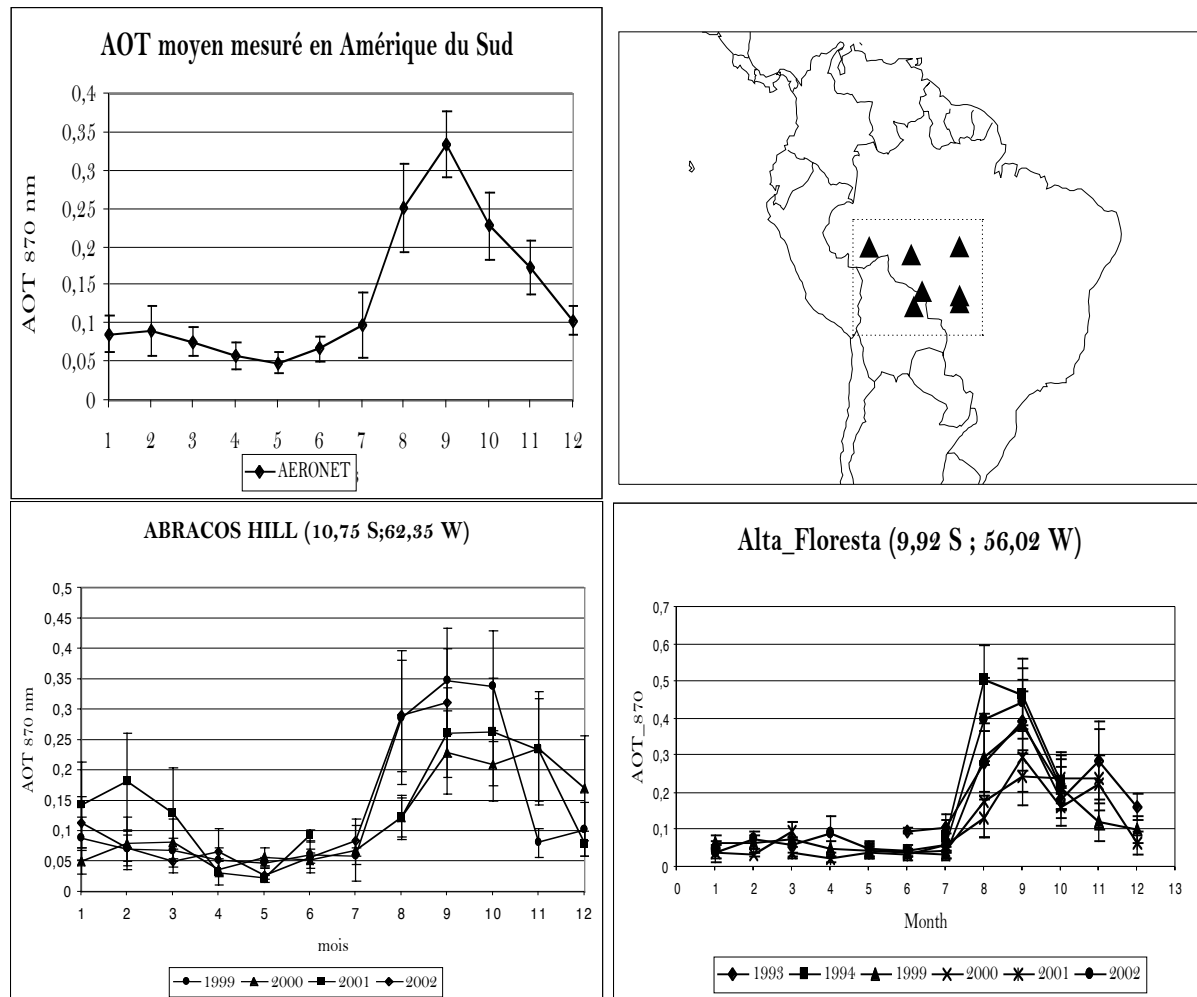 AOT moyen mesuré en Amérique du Sud
AOT 870 nm
0,4
0,35
0,3
0,25
0,2
0,15
0,1
0,05
0
1 2 3 4 5 6 7 8 9 10 11 12
AERONET
ABRACOS HILL (10,75 S;62,35 W)
AOT 870 nm
0,5
0,45
0,4
0,35
0,3
0,25
0,2
0,15
0,1
0,05
0
1 2 3 4 5 6 7 8 9 10 11 12
mois
1999 2000 2001 2002
Alta_Floresta (9,92 S ; 56,02 W)
AOT_870
0,7
0,6
0,5
0,4
0,3
0,2
0,1
0
0 1 2 3 4 5 6 7 8 9 10 11 12 13
Month
1993 1994 1999 2000 2001 2002